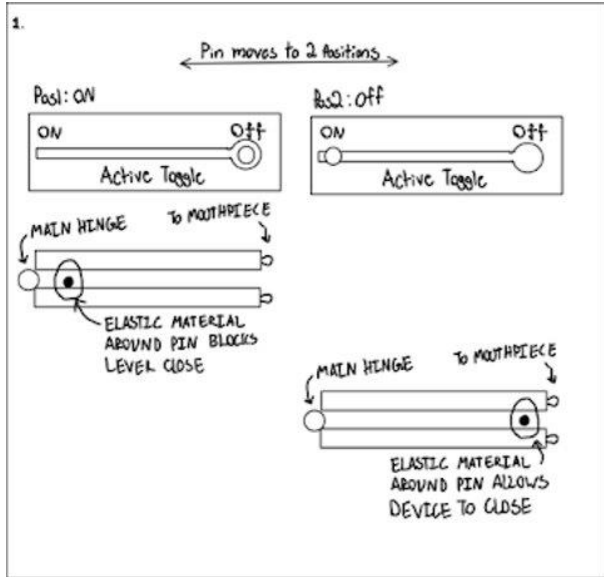 1.
Pin moves to 2 Positions
Pos1: ON
ON Off
Active Toggle
Pos2: Off
ON Off
Active Toggle
MAIN HINGE
To MOUTHPIECE
ELASTIC MATERIAL
AROUND PIN BLOCKS
LEVER CLOSE
MAIN HINGE
To MOUTHPIECE
ELASTIC MATERIAL
AROUND PIN ALLOWS
DEVICE TO CLOSE